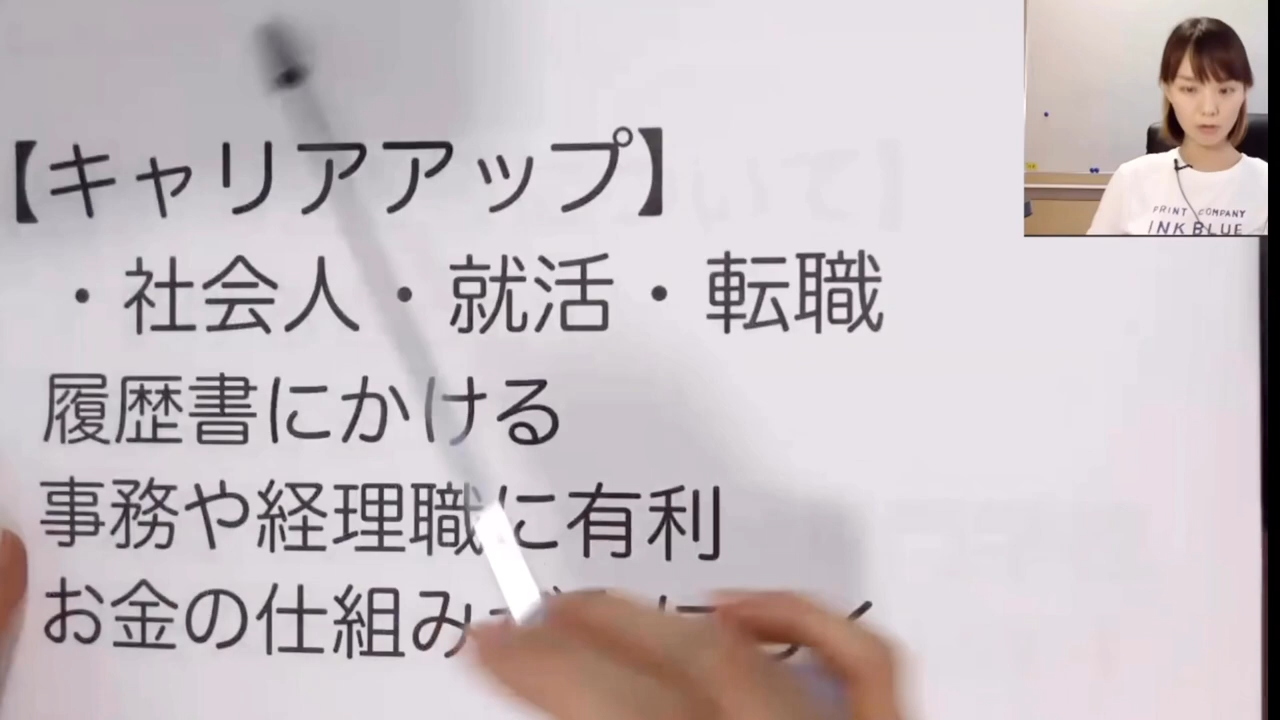 【キャリアアップ】
・社会人・就活・転職
履歴書にかける
事務や経理職に有利
お金の仕組み
PRINT COMPANY
INK BLUE